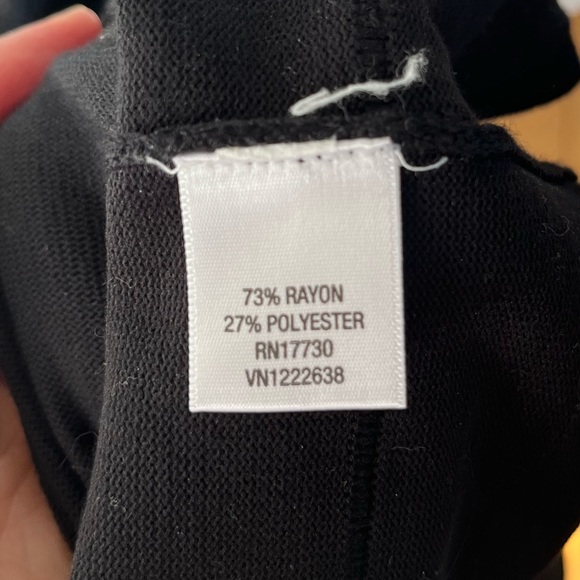 73% RAYON
27% POLYESTER
RN17730
VN1222638